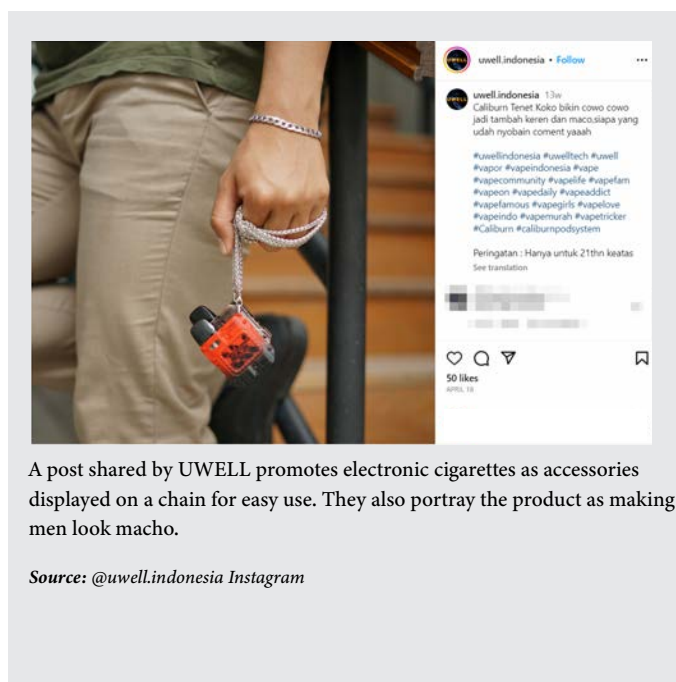 uwell.indonesia • Follow
uwell.indonesia 13w
Caliburn Tenet Koko bikin cowo cowo
jadi tambah keren dan maco,siapa yang
udah nyobain coment yaaah
#uwellindonesia #uwelltech #uwell
#vapor #vapeindonesia #vape
#vapecommunity #vapelife #vapefam
#vapeon #vapedaily #vapeaddict
#vapefamous #vapegirls #vapelove
#vapeindo #vapemurah #vapetricker
#Caliburn #caliburnpodsystem
Peringatan : Hanya untuk 21thn keatas
See translation
50 likes
APRIL 18
A post shared by UWELL promotes electronic cigarettes as accessories
displayed on a chain for easy use. They also portray the product as making
men look macho.
Source: @uwell.indonesia Instagram